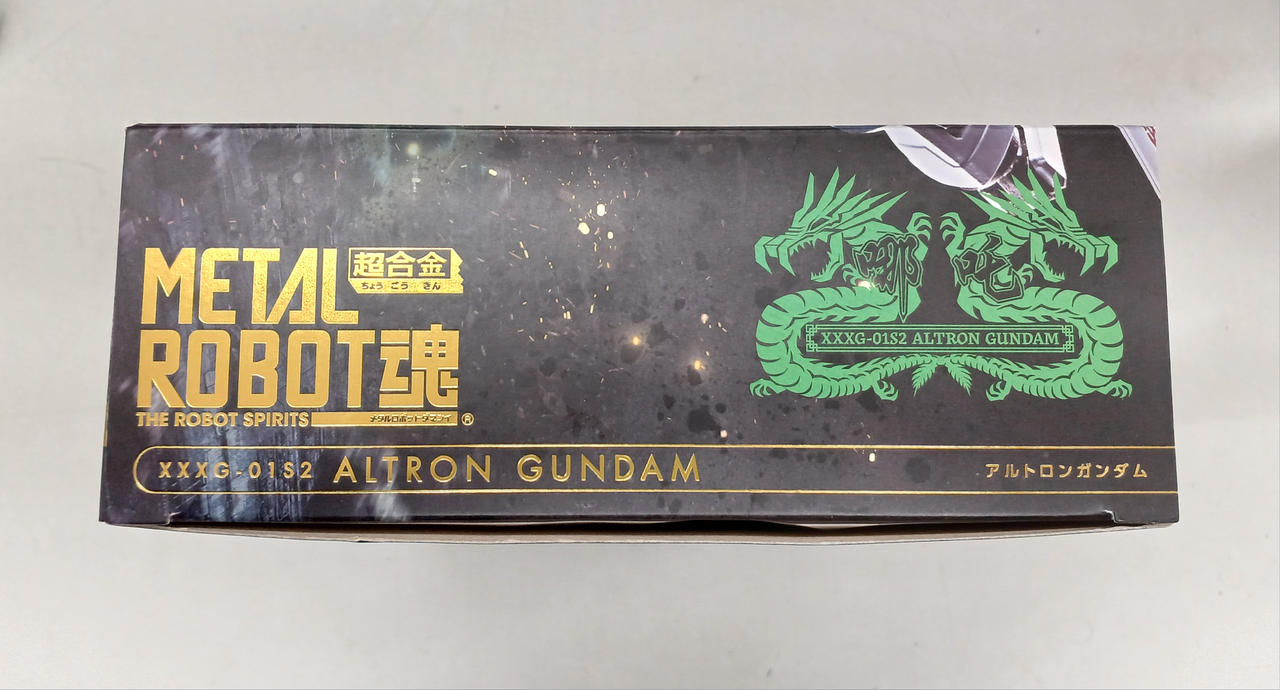 METAL
超合金
ちょうごうきん
ROBOT魂
THE ROBOT SPIRITS
メタルロボットダマシイ
®
哪吒
XXXG-01S2 ALTRON GUNDAM
XXXG-01S2 ALTRON GUNDAM
アルトロンガンダム